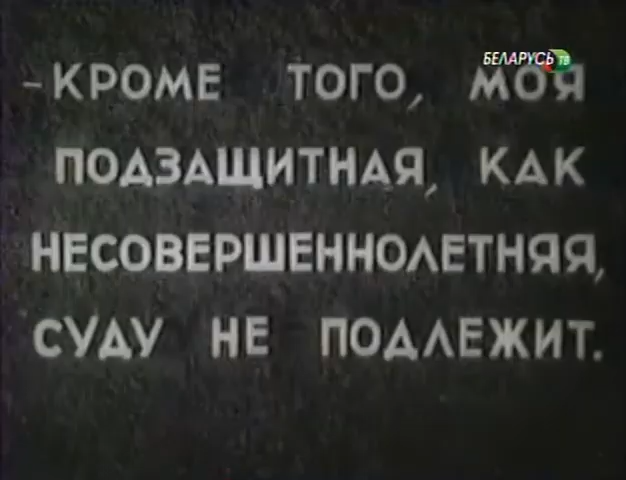 БЕЛАРУСЬ ТВ
-КРОМЕ ТОГО, МОЯ
ПОДЗАЩИТНАЯ, КАК
НЕСОВЕРШЕННОЛЕТНЯЯ,
СУДУ НЕ ПОДЛЕЖИТ.